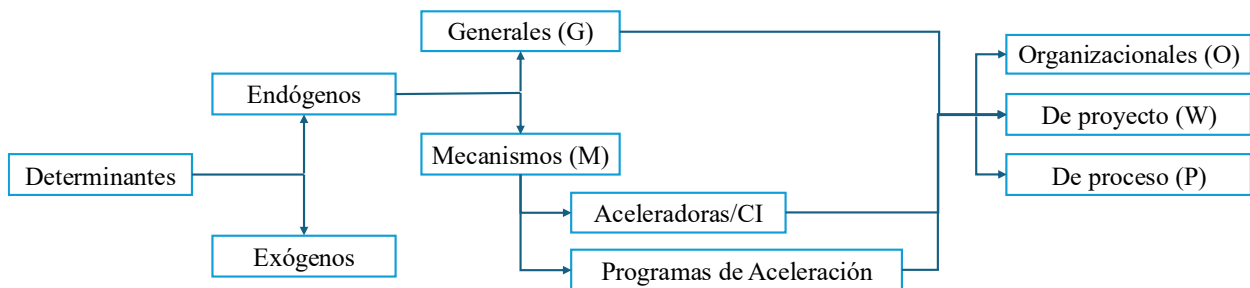 Determinantes
Endógenos
Exógenos
Generales (G)
Mecanismos (M)
Aceleradoras/CI
Programas de Aceleración
Organizacionales (O)
De proyecto (W)
De proceso (P)